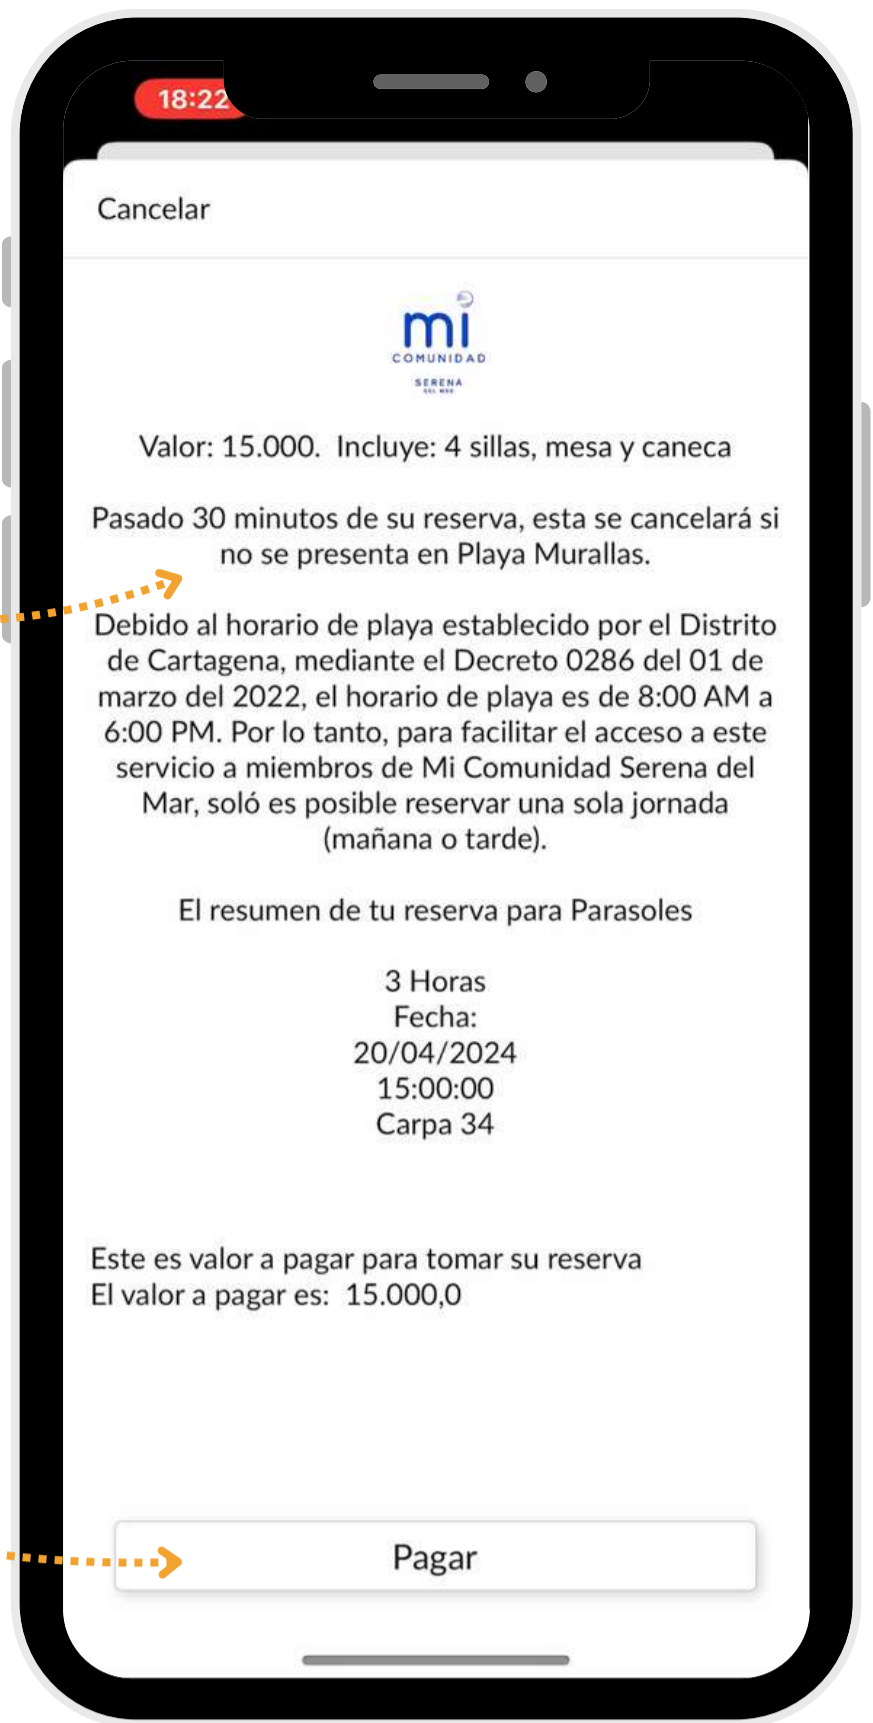 18:22
Cancelar
mi
COMUNIDAD
SERENA
DEL MAR
Valor: 15.000.  Incluye: 4 sillas, mesa y caneca
Pasado 30 minutos de su reserva, esta se cancelará si
no se presenta en Playa Murallas.
Debido al horario de playa establecido por el Distrito
de Cartagena, mediante el Decreto 0286 del 01 de
marzo del 2022, el horario de playa es de 8:00 AM a
6:00 PM. Por lo tanto, para facilitar el acceso a este
servicio a miembros de Mi Comunidad Serena del
Mar, soló es posible reservar una sola jornada
(mañana o tarde).
El resumen de tu reserva para Parasoles
3 Horas
Fecha:
20/04/2024
15:00:00
Carpa 34
Este es valor a pagar para tomar su reserva
El valor a pagar es:  15.000,0
Pagar